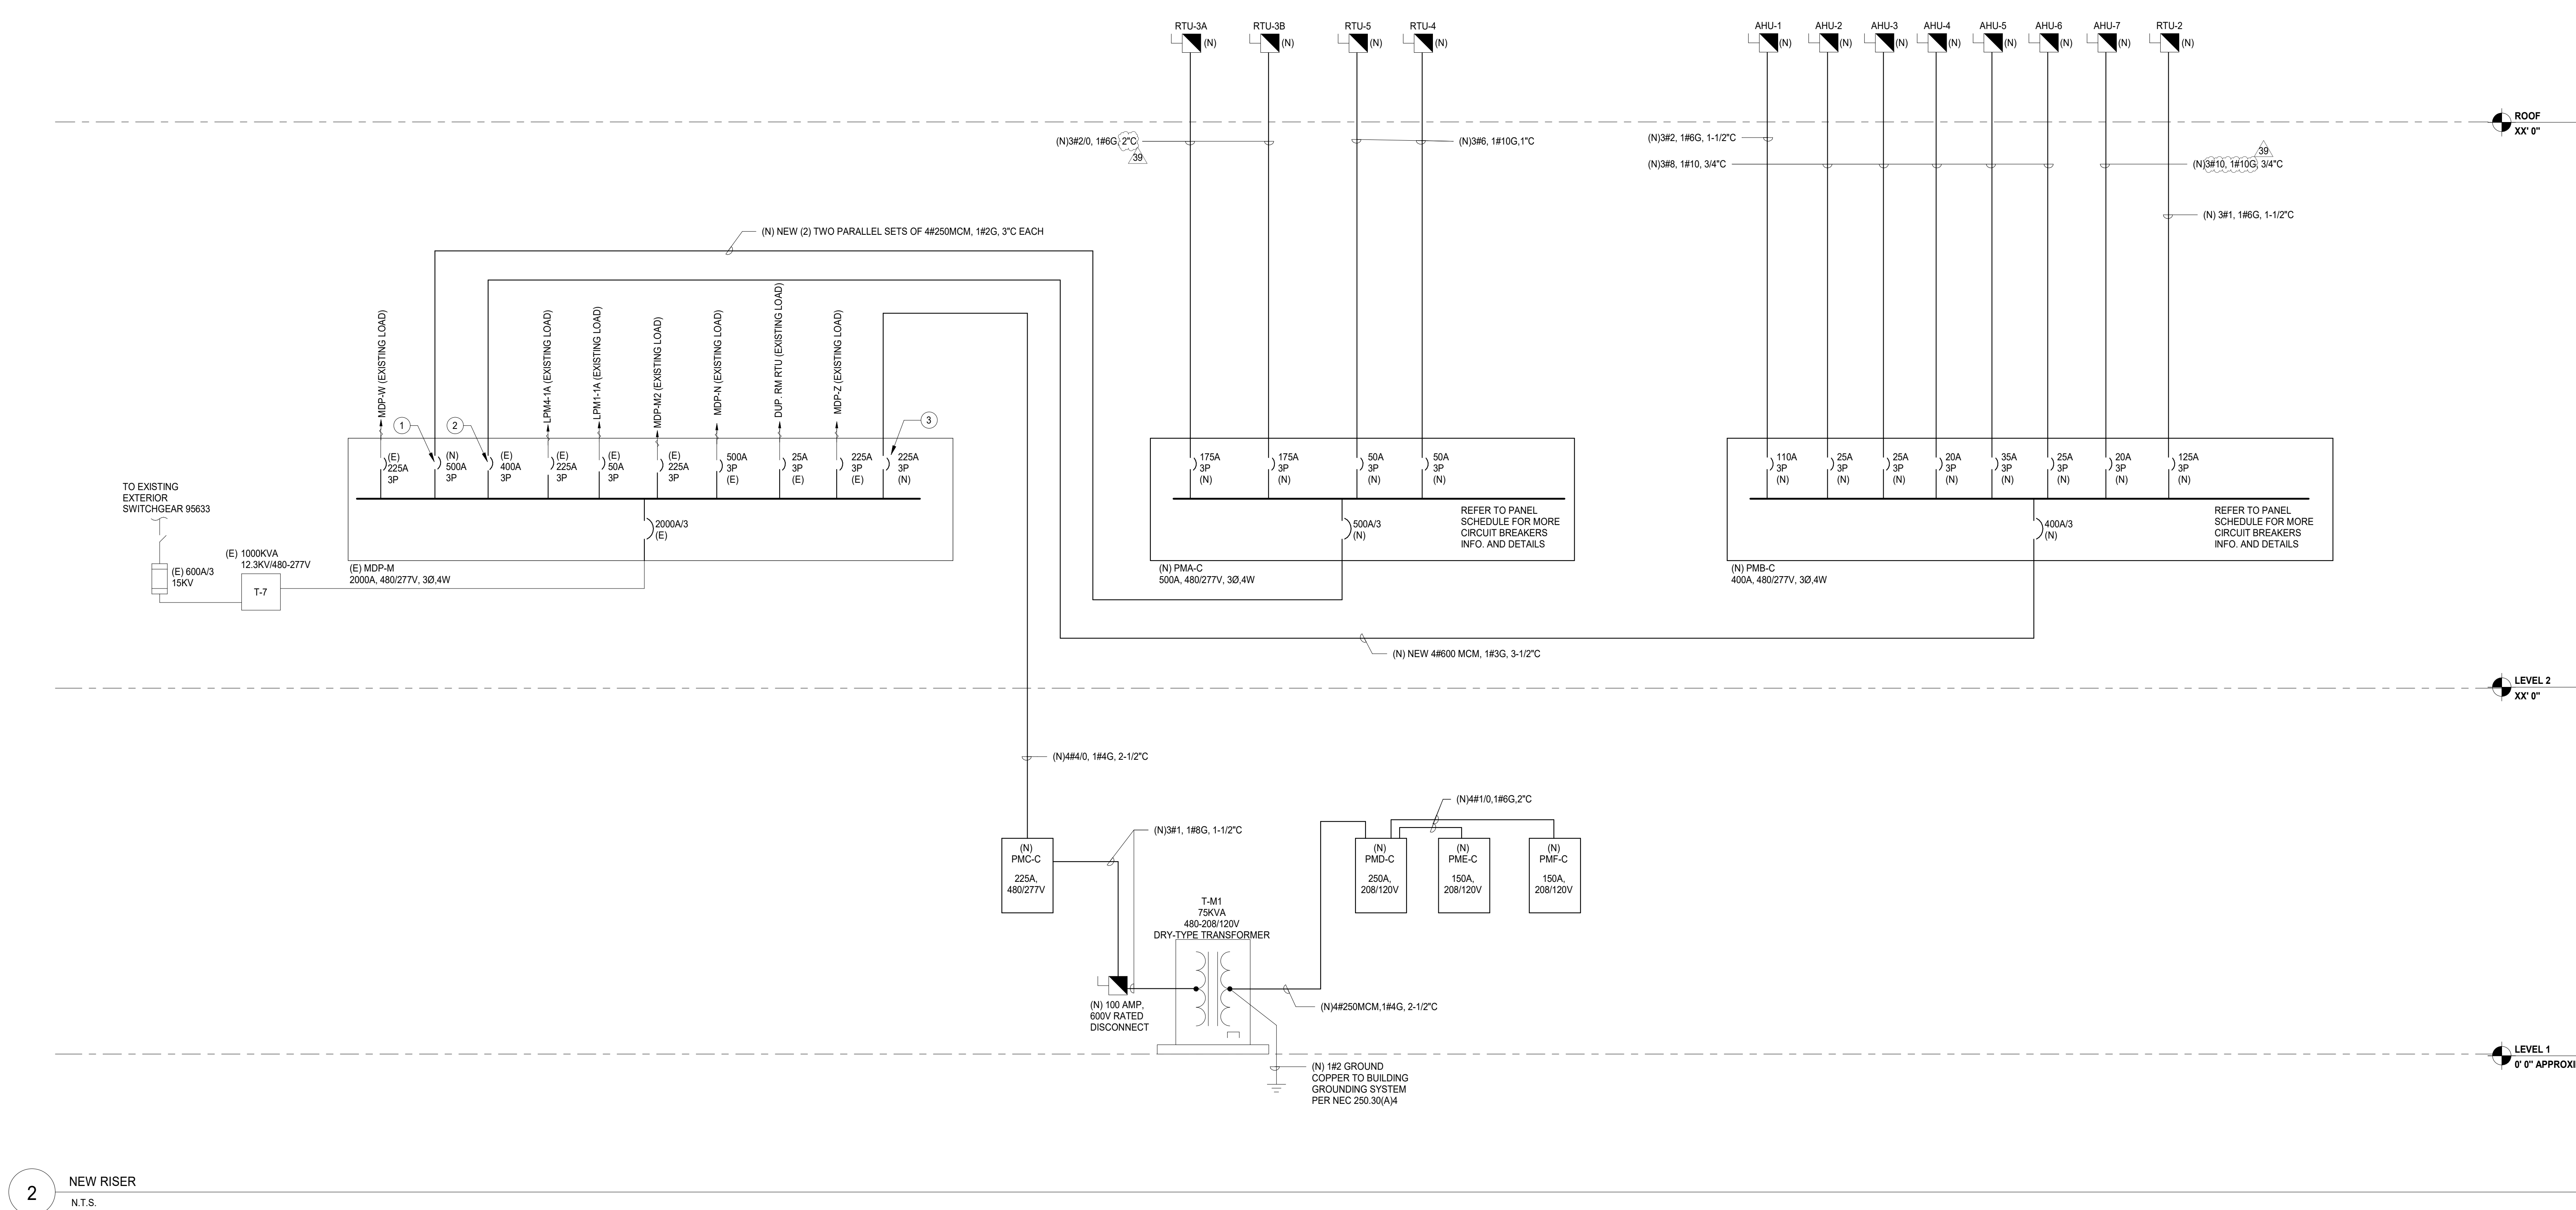 RTU-3A
RTU-3B
RTU-5
RTU-4
AHU-1
AHU-2
AHU-3
AHU-4
AHU-5
AHU-6
AHU-7
RTU-2
(N)
(N)
(N)
(N)
(N)
(N)
(N)
(N)
(N)
(N)
(N)
(N)
ROOF
XX' 0"
(N)3#2/0, 1#6G, 2"C
39
(N)3#6, 1#10G,1"C
(N)3#2, 1#6G, 1-1/2"C
(N)3#8, 1#10, 3/4"C
39
(N)3#10, 1#10G, 3/4"C
(N) 3#1, 1#6G, 1-1/2"C
(N) NEW (2) TWO PARALLEL SETS OF 4#250MCM, 1#2G, 3"C EACH
MDP-W (EXISTING LOAD)
LPM4-1A (EXISTING LOAD)
LPM1-1A (EXISTING LOAD)
MDP-M2 (EXISTING LOAD)
MDP-N (EXISTING LOAD)
DUP. RM RTU (EXISTING LOAD)
MDP-Z (EXISTING LOAD)
1
2
3
(E)
225A
3P
(N)
500A
3P
(E)
400A
3P
(E)
225A
3P
(E)
50A
3P
(E)
225A
3P
500A
3P
(E)
25A
3P
(E)
225A
3P
(E)
225A
3P
(N)
2000A/3
(E)
(E) MDP-M
2000A, 480/277V, 3Ø,4W
TO EXISTING
EXTERIOR
SWITCHGEAR 95633
(E) 600A/3
15KV
(E) 1000KVA
12.3KV/480-277V
T-7
175A
3P
(N)
175A
3P
(N)
50A
3P
(N)
50A
3P
(N)
500A/3
(N)
REFER TO PANEL
SCHEDULE FOR MORE
CIRCUIT BREAKERS
INFO. AND DETAILS
(N) PMA-C
500A, 480/277V, 3Ø,4W
110A
3P
(N)
25A
3P
(N)
25A
3P
(N)
20A
3P
(N)
35A
3P
(N)
25A
3P
(N)
20A
3P
(N)
125A
3P
(N)
400A/3
(N)
REFER TO PANEL
SCHEDULE FOR MORE
CIRCUIT BREAKERS
INFO. AND DETAILS
(N) PMB-C
400A, 480/277V, 3Ø,4W
(N) NEW 4#600 MCM, 1#3G, 3-1/2"C
LEVEL 2
XX' 0"
(N)4#4/0, 1#4G, 2-1/2"C
(N)4#1/0,1#6G,2"C
(N)3#1, 1#8G, 1-1/2"C
(N)
PMC-C
225A,
480/277V
(N)
PMD-C
250A,
208/120V
(N)
PME-C
150A,
208/120V
(N)
PMF-C
150A,
208/120V
T-M1
75KVA
480-208/120V
DRY-TYPE TRANSFORMER
(N) 100 AMP,
600V RATED
DISCONNECT
(N)4#250MCM,1#4G, 2-1/2"C
LEVEL 1
0' 0" APPROXI
(N) 1#2 GROUND
COPPER TO BUILDING
GROUNDING SYSTEM
PER NEC 250.30(A)4
2
NEW RISER
N.T.S.